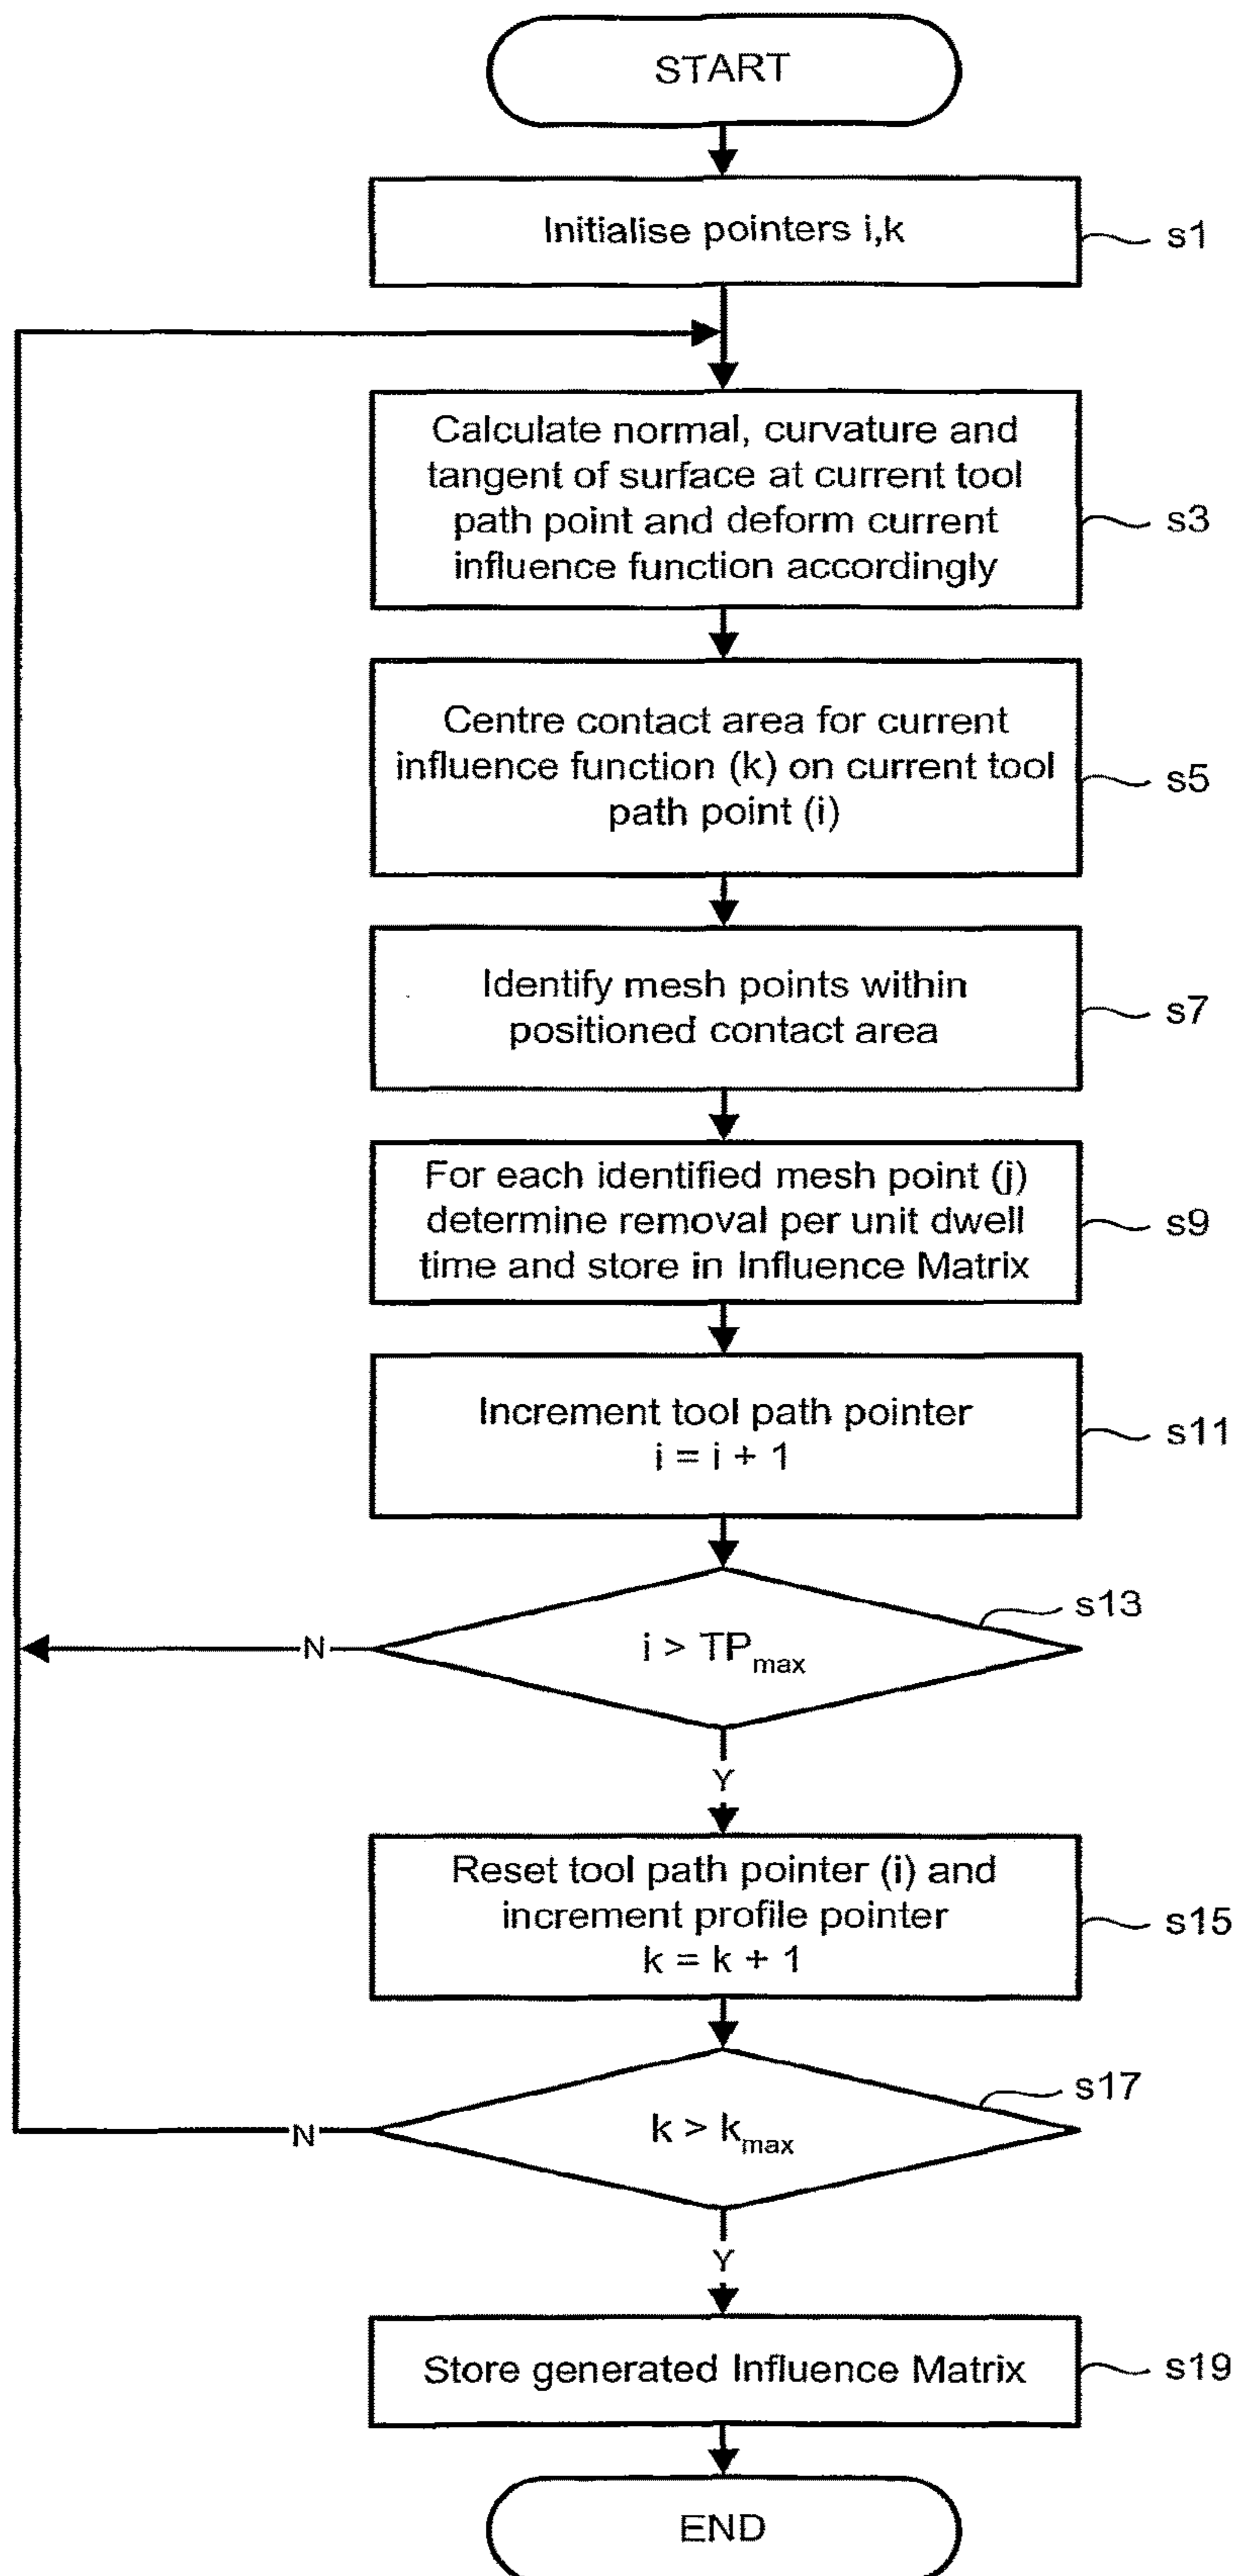 START
Initialise pointers i,k
s1
Calculate normal, curvature and
tangent of surface at current tool
path point and deform current
influence function accordingly
s3
Centre contact area for current
influence function (k) on current tool
path point (i)
s5
Identify mesh points within
positioned contact area
s7
For each identified mesh point (j)
determine removal per unit dwell
time and store in Influence Matrix
s9
Increment tool path pointer
i = i + 1
s11
s13
i > TPmax
N
Y
Reset tool path pointer (i) and
increment profile pointer
k = k + 1
s15
s17
k > kmax
N
Y
Store generated Influence Matrix
s19
END